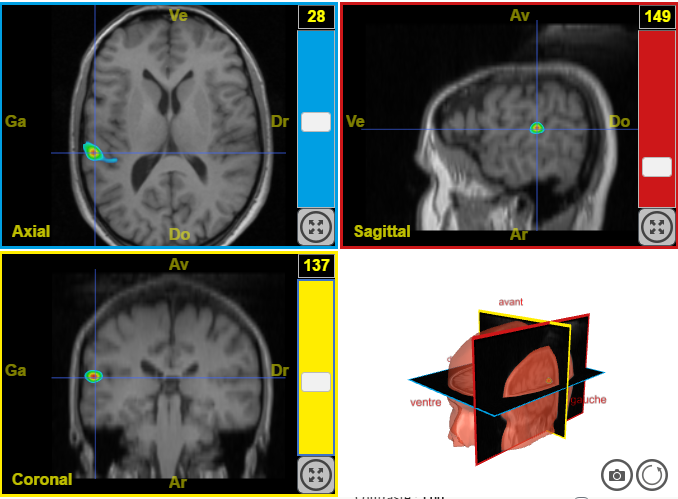 Ve
28
Ga
Dr
Axial
Do
Av
149
Ve
Do
Sagittal
Ar
Av
137
Ga
Dr
Coronal
Ar
avant
ventre
gauche